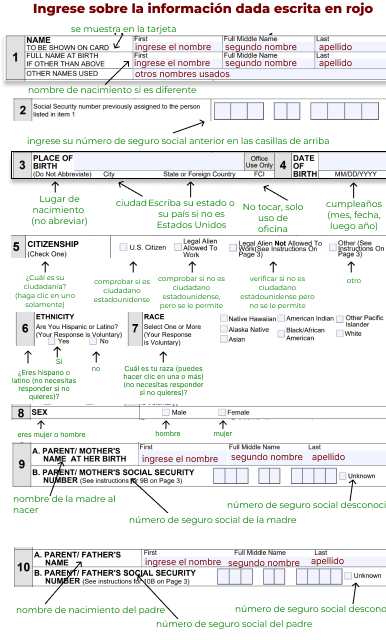 Ingrese sobre la información dada escrita en rojo
se muestra en la tarjeta
1
NAME
TO BE SHOWN ON CARD
First
Full Middle Name
Last
ingrese el nombre
segundo nombre
apellido
FULL NAME AT BIRTH
IF OTHER THAN ABOVE
First
Full Middle Name
Last
ingrese el nombre
segundo nombre
apellido
OTHER NAMES USED
otros nombres usados
nombre de nacimiento si es diferente
2
Social Security number previously assigned to the person
listed in item 1
ingrese su número de seguro social anterior en las casillas de arriba
3
PLACE OF
BIRTH
(Do Not Abbreviate)
City
State or Foreign Country
Office
Use Only
FCI
4
DATE
OF
BIRTH
MM/DD/YYYY
Lugar de
nacimiento
(no abreviar)
ciudad
Escriba su estado o
su país si no es
Estados Unidos
No tocar, solo
uso de
oficina
cumpleaños
(mes, fecha,
luego año)
5
CITIZENSHIP
(Check One)
U.S. Citizen
Legal Alien
Allowed To
Work
Legal Alien Not Allowed To
Work(See Instructions On
Page 3)
Other (See
Instructions On
Page 3)
¿Cuál es su
ciudadanía?
(haga clic en uno
solamente)
comprobar si es
ciudadano
estadounidense
comprobar si no es
ciudadano
estadounidense,
pero se le permite
verificar si no es
ciudadano
estadounidense pero
no se le permite
otro
6
ETHNICITY
Are You Hispanic or Latino?
(Your Response is Voluntary)
Yes
No
7
RACE
Select One or More
(Your Response
is Voluntary)
Native Hawaiian
Alaska Native
Asian
American Indian
Black/African
American
Other Pacific
Islander
White
Sí
no
¿Eres hispano o
latino (no necesitas
responder si no
quieres)?
Cuál es tu raza (puedes
hacer clic en una o más)
(no necesitas responder
si no quieres)?
8
SEX
Male
Female
eres mujer o hombre
hombre
mujer
9
A. PARENT/ MOTHER'S
NAME AT HER BIRTH
First
Full Middle Name
Last
ingrese el nombre
segundo nombre
apellido
B. PARENT/ MOTHER'S SOCIAL SECURITY
NUMBER (See instructions for 9B on Page 3)
Unknown
nombre de la madre al
nacer
número de seguro social desconoci
número de seguro social de la madre
10
A. PARENT/ FATHER'S
NAME
First
Full Middle Name
Last
ingrese el nombre
segundo nombre
apellido
B. PARENT/ FATHER'S SOCIAL SECURITY
NUMBER (See instructions for 10B on Page 3)
Unknown
nombre de nacimiento del padre
número de seguro social descono
número de seguro social del padre